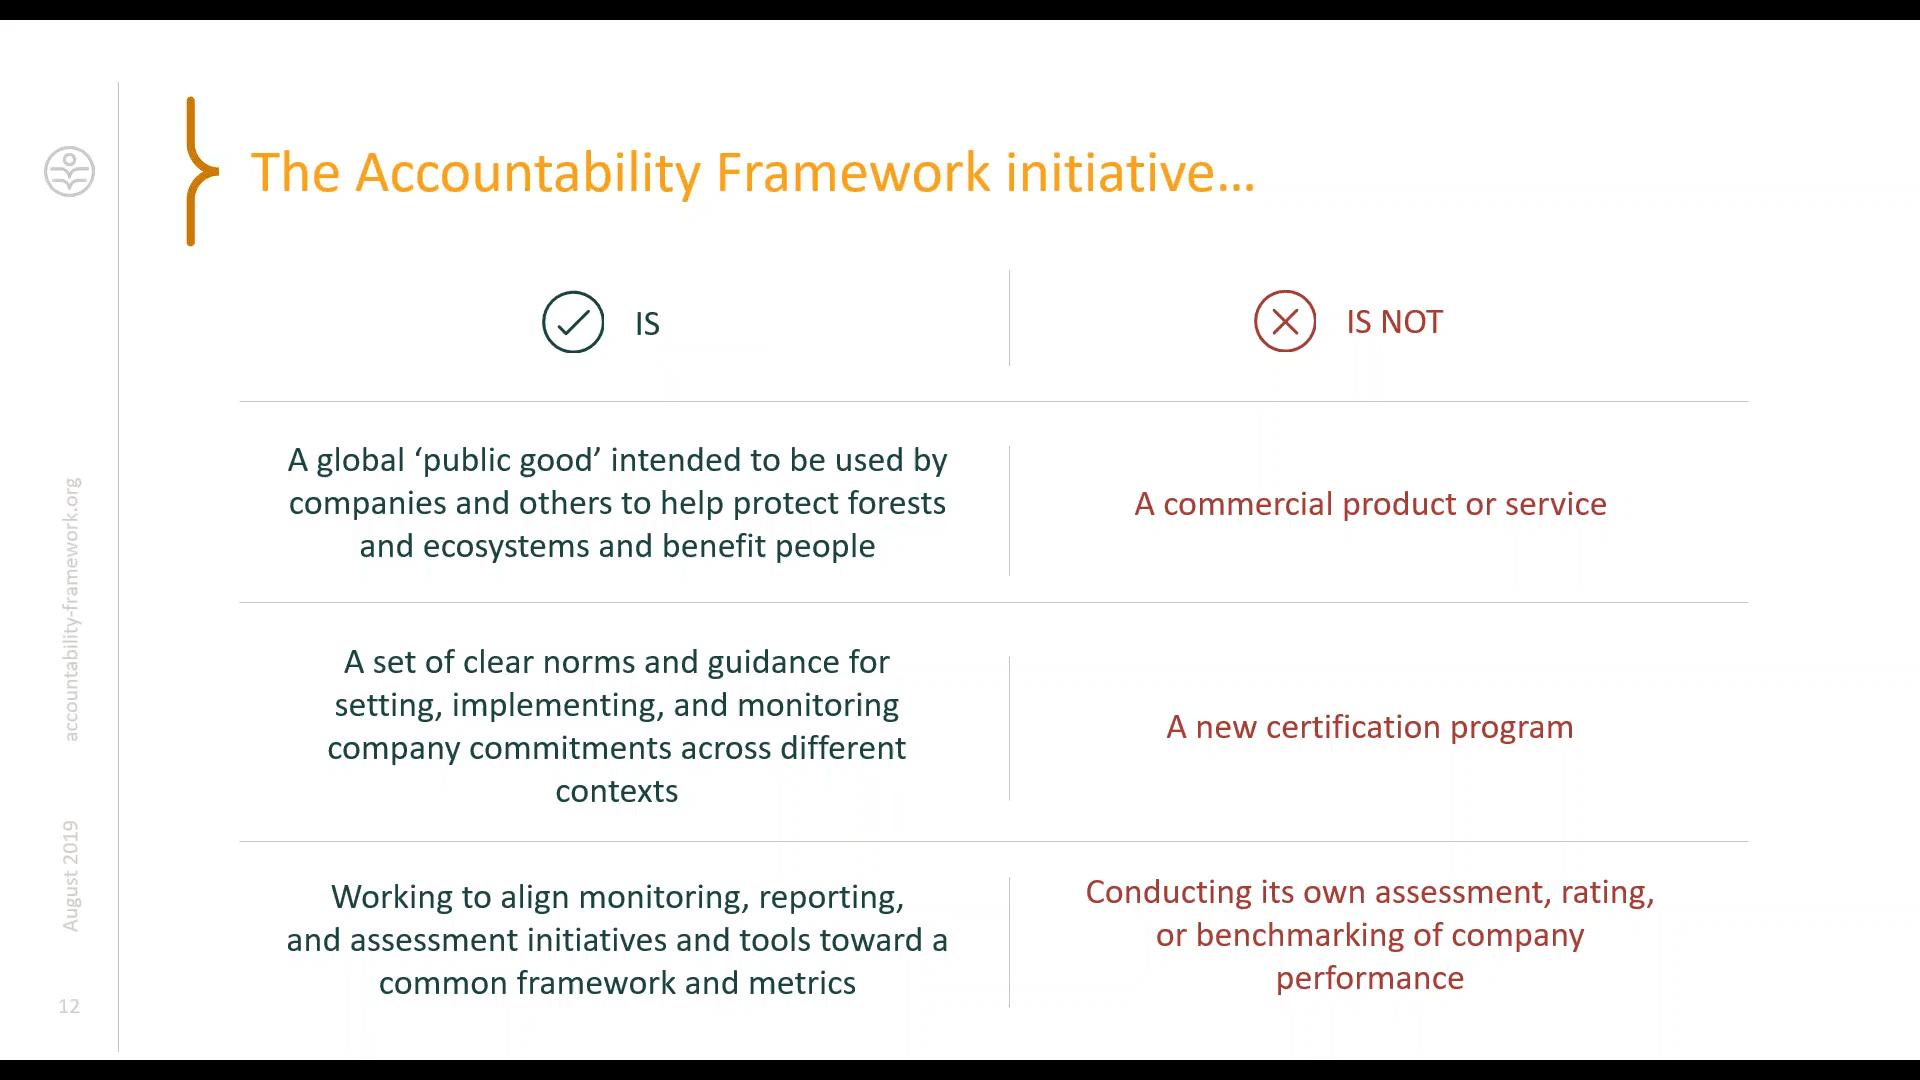 The Accountability Framework initiative...
IS
IS NOT
A global ‘public good’ intended to be used by
companies and others to help protect forests
and ecosystems and benefit people
A commercial product or service
A set of clear norms and guidance for
setting, implementing, and monitoring
company commitments across different
contexts
A new certification program
Working to align monitoring, reporting,
and assessment initiatives and tools toward a
common framework and metrics
Conducting its own assessment, rating,
or benchmarking of company
performance
accountability-framework.org
August 2019
12